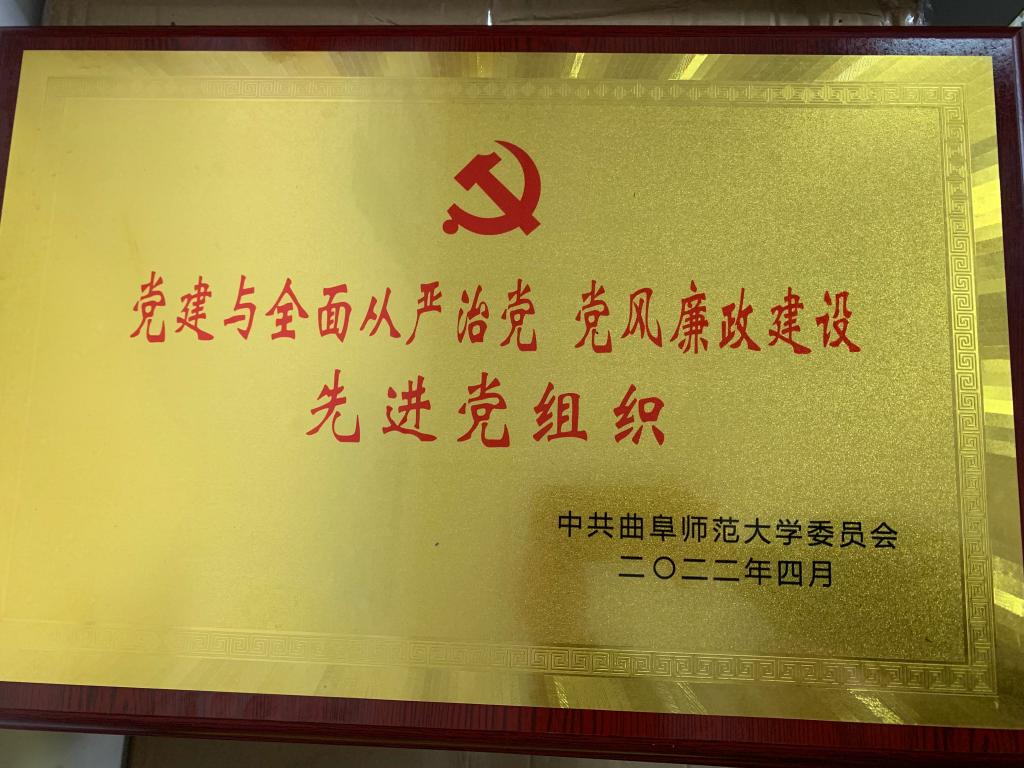 党建与全面从严治党 党风廉政建设
先进党组织
中共曲阜师范大学委员会
二〇二二年四月